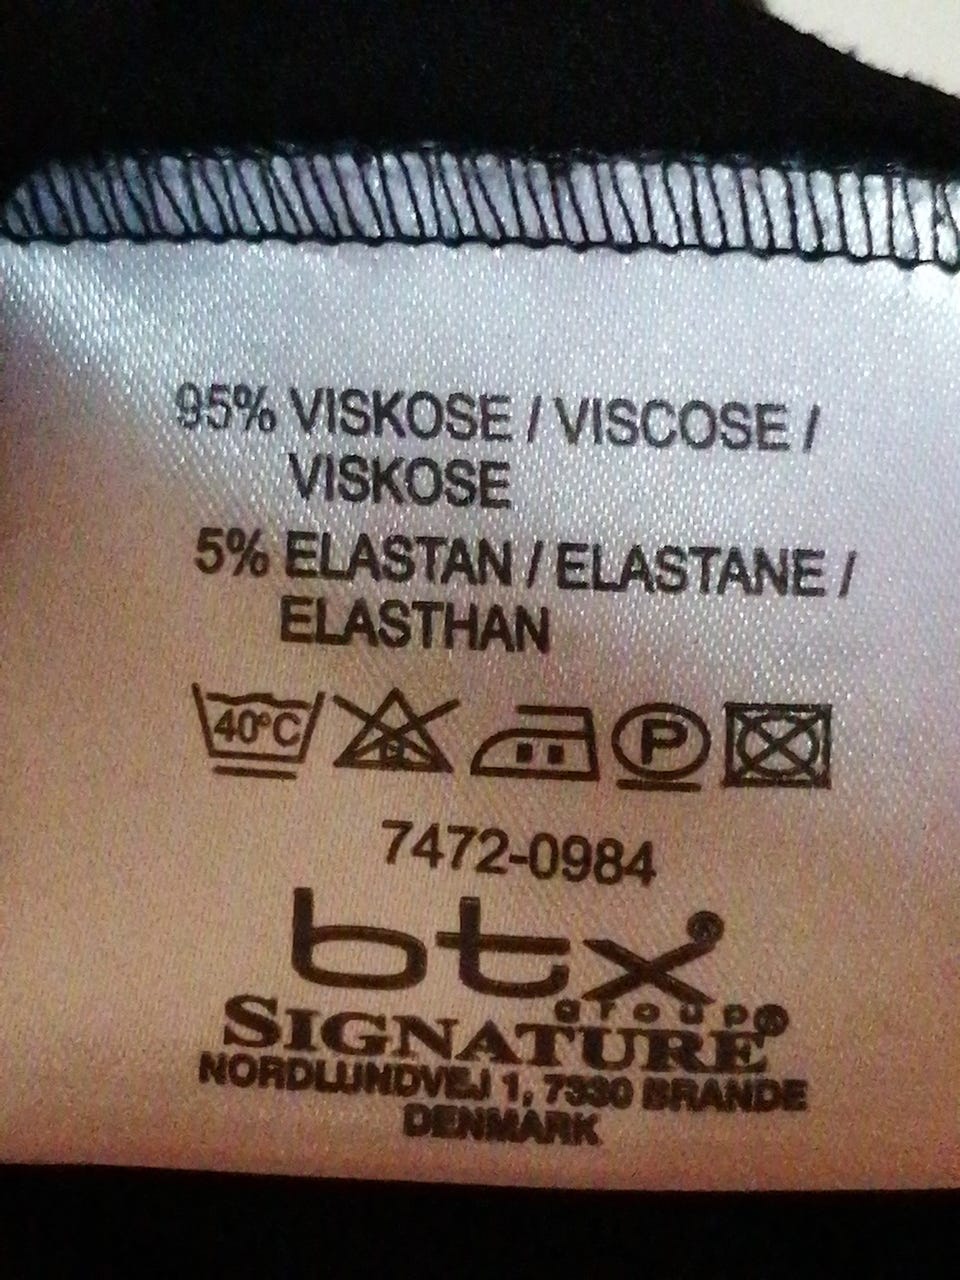 95% VISKOSE / VISCOSE /
VISKOSE
5% ELASTAN / ELASTANE /
ELASTHAN
40°C P
7472-0984
btx®
group®
SIGNATURE
NORDLUNDVEJ 1, 7330 BRANDE
DENMARK